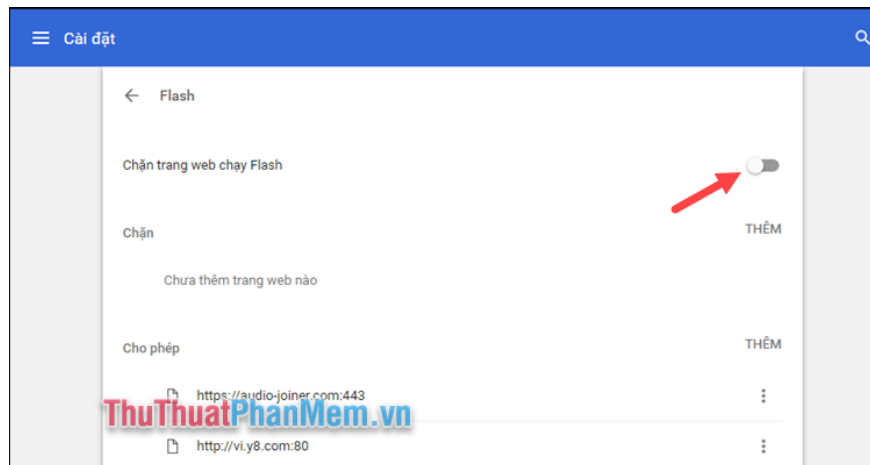 Cài đặt
Flash
Chặn trang web chạy Flash
Chặn
THÊM
Chưa thêm trang web nào
Cho phép
THÊM
https://audio-joiner.com:443
ThuThuatPhanMem.vn
http://vi.y8.com:80